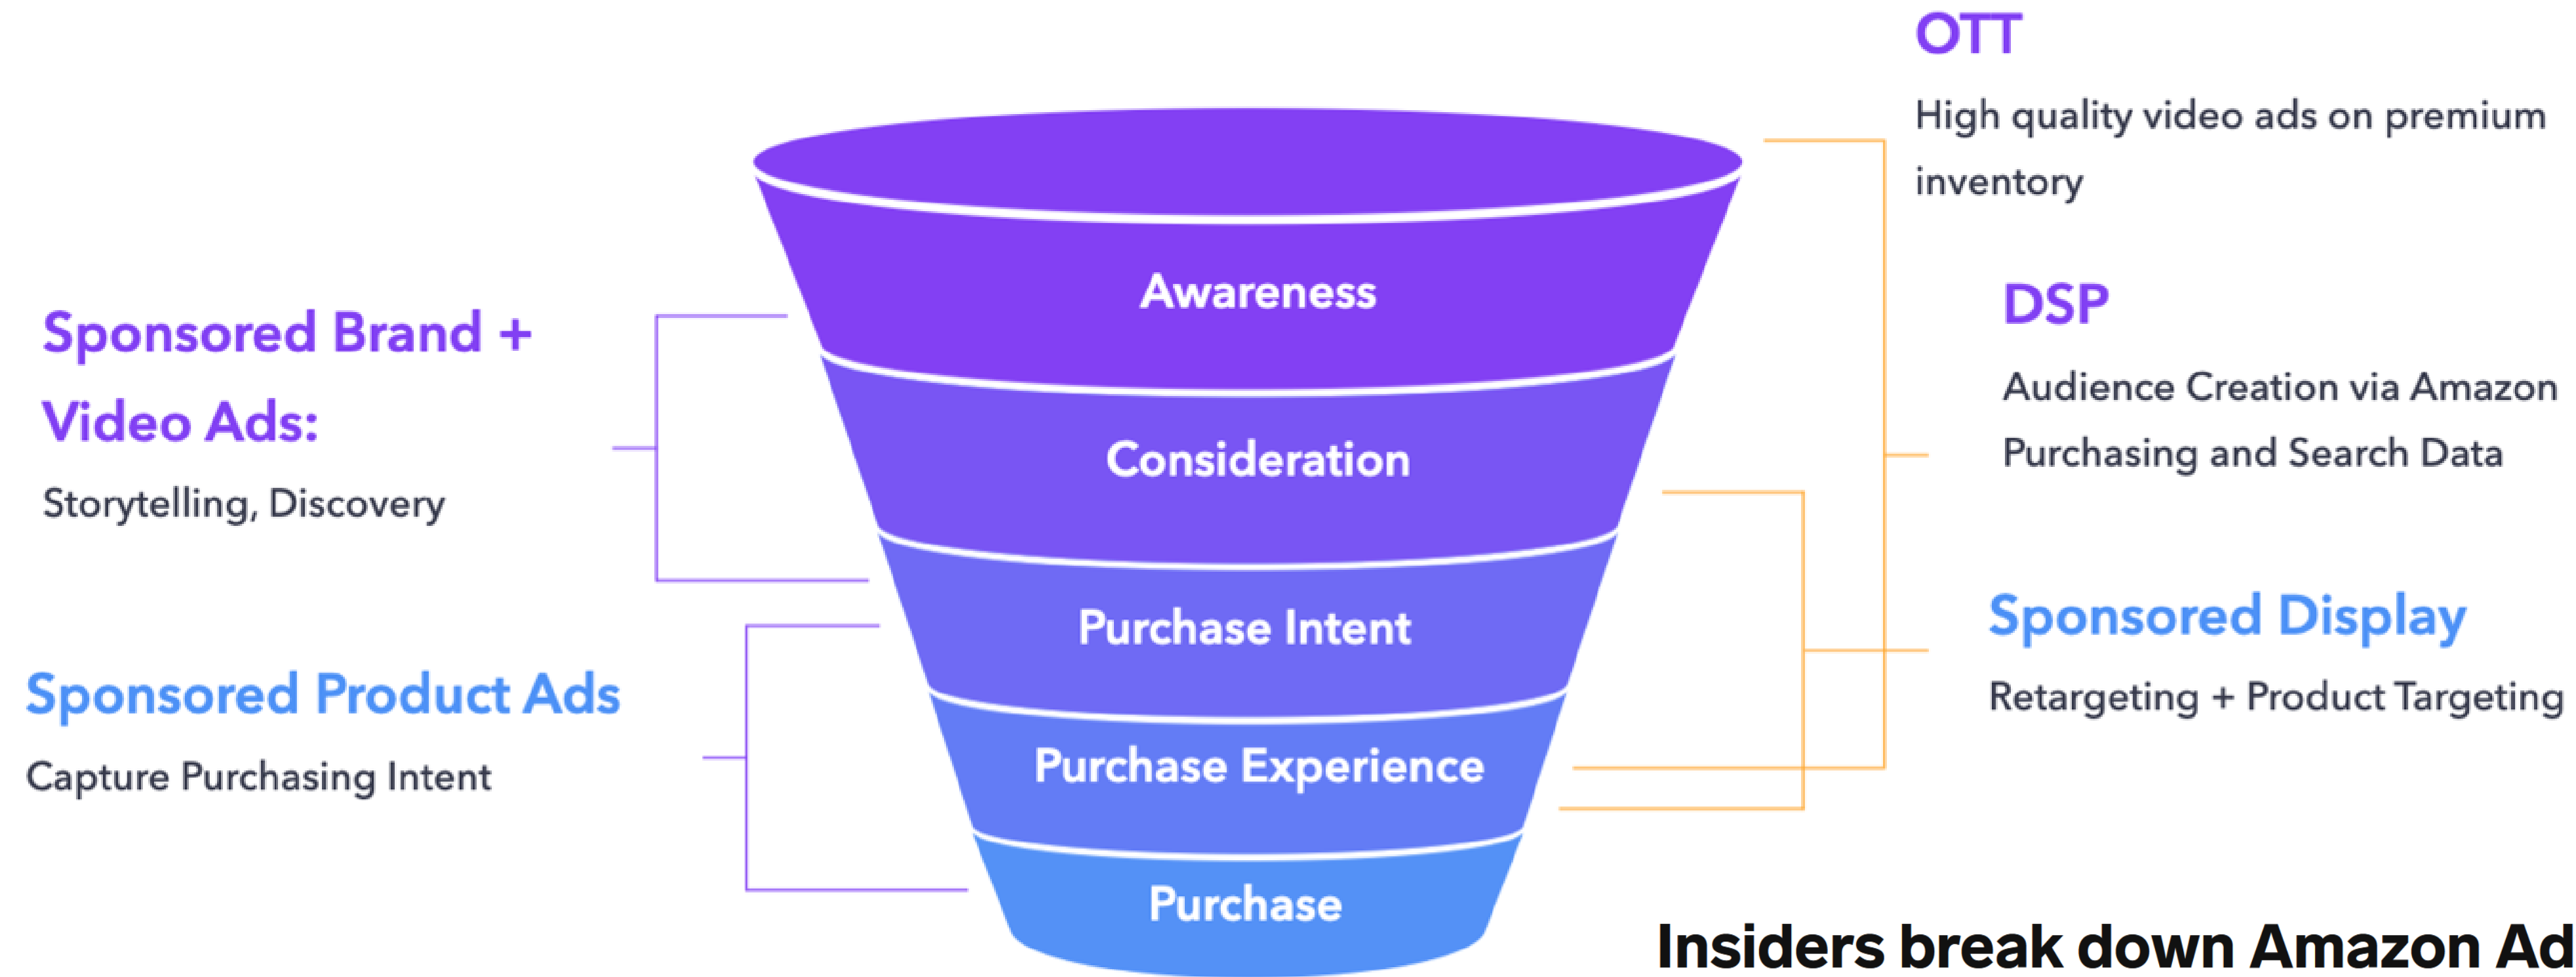 OTT
High quality video ads on premium
inventory
Sponsored Brand +
Video Ads:
Storytelling, Discovery
Sponsored Product Ads
Capture Purchasing Intent
Awareness
Consideration
Purchase Intent
Purchase Experience
Purchase
DSP
Audience Creation via Amazon
Purchasing and Search Data
Sponsored Display
Retargeting + Product Targeting
Insiders break down Amazon Ad